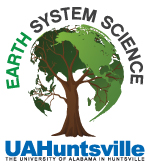 EARTH SYSTEM SCIENCE
UAHuntsville
THE UNIVERSITY OF ALABAMA IN HUNTSVILLE